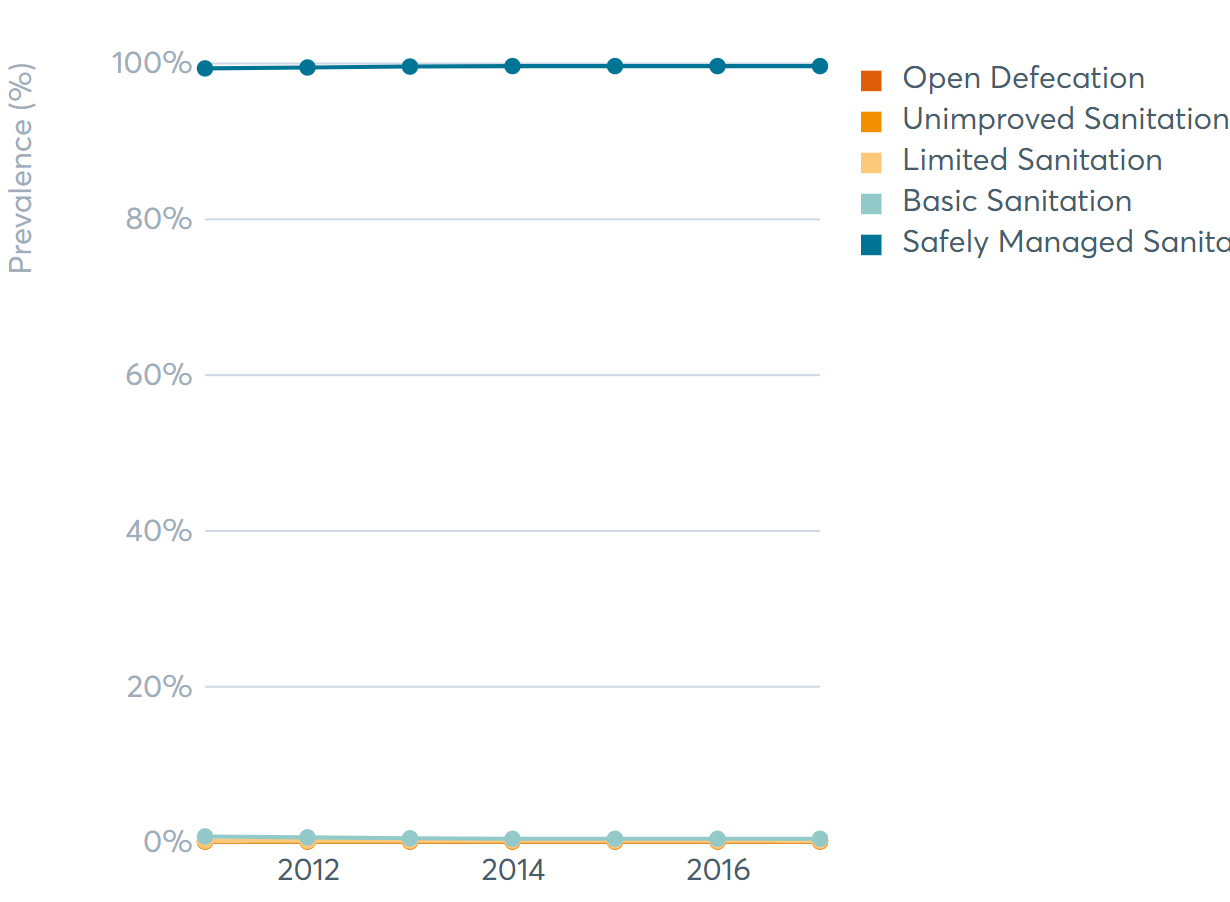 Prevalence (%)
100%
80%
60%
40%
20%
0%
2012
2014
2016
Open Defecation
Unimproved Sanitation
Limited Sanitation
Basic Sanitation
Safely Managed Sanita